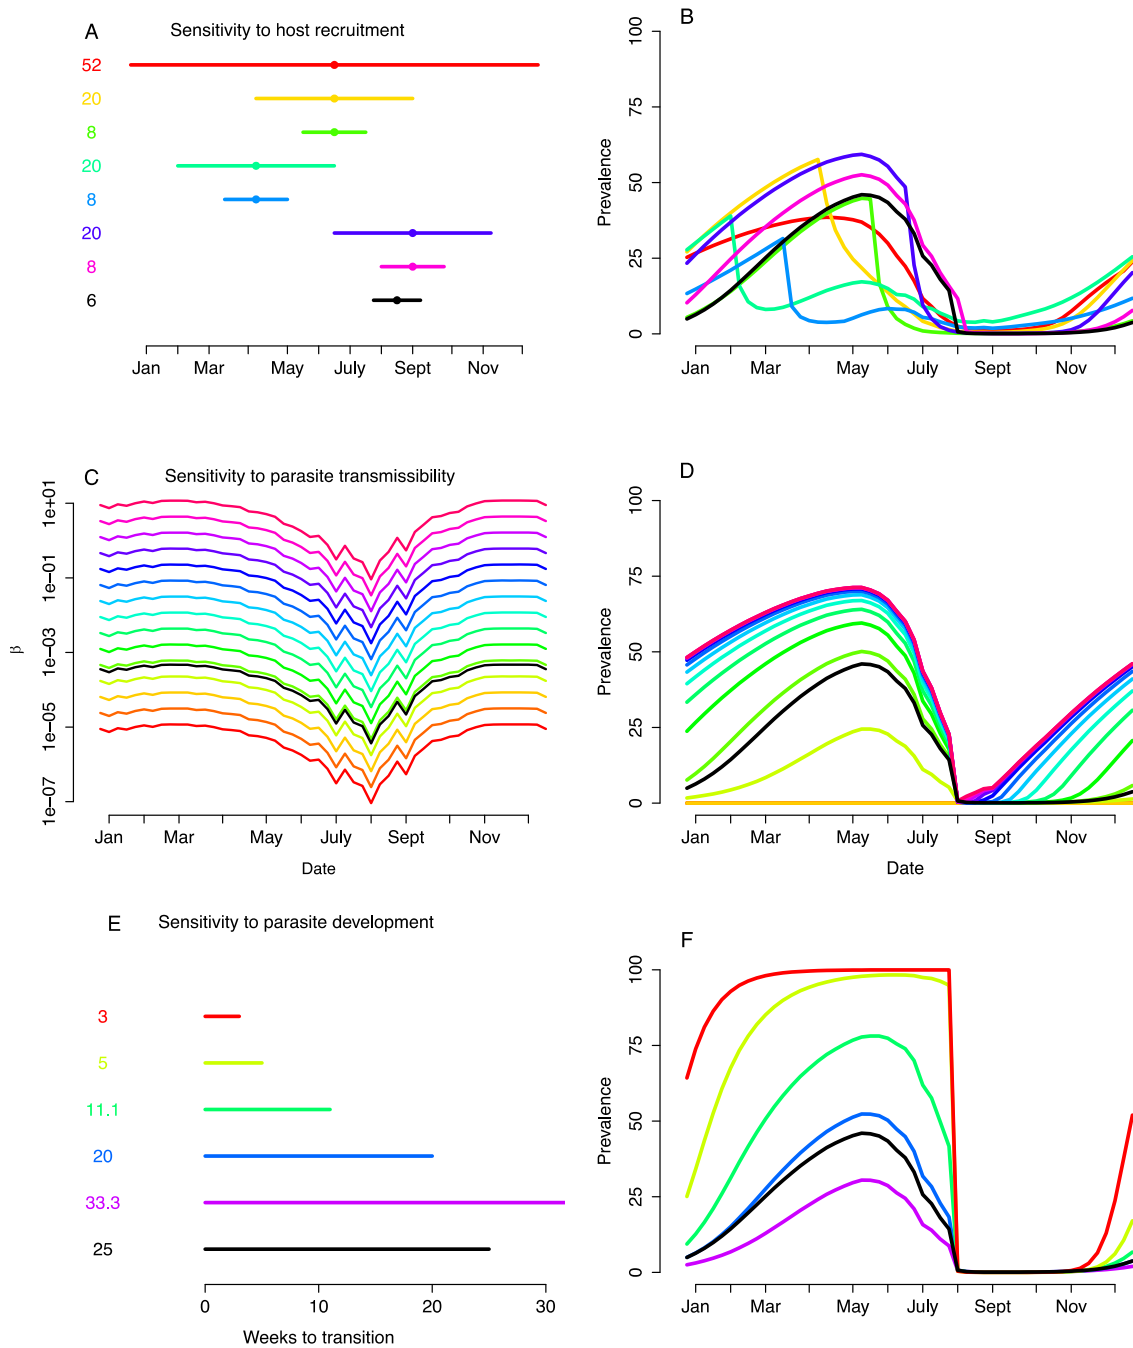 A Sensitivity to host recruitment
52
20
8
20
8
20
8
6
Jan Mar May July Sept Nov
B
Prevalence
0 25 50 75 100
Jan Mar May July Sept Nov
C Sensitivity to parasite transmissibility
β
1e−07 1e−05 1e−03 1e−01 1e+01
Jan Mar May July Sept Nov
Date
D
Prevalence
0 25 50 75 100
Jan Mar May July Sept Nov
Date
E Sensitivity to parasite development
3
5
11.1
20
33.3
25
0 10 20 30
Weeks to transition
F
Prevalence
0 25 50 75 100
Jan Mar May July Sept Nov